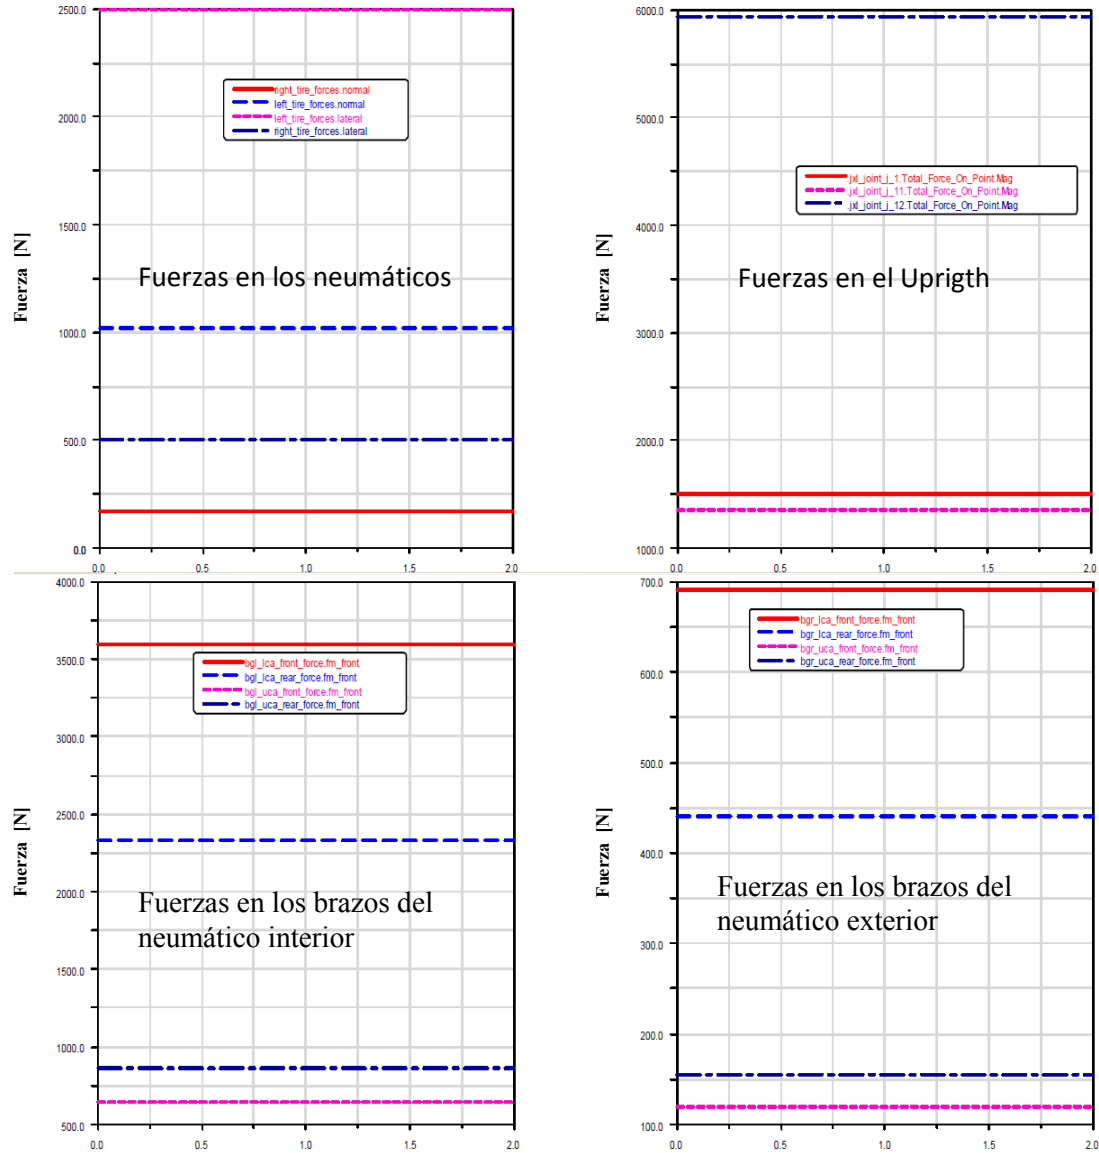 2500.0
2000.0
1500.0
1000.0
500.0
0.0
Fuerza [N]
right_tire_forces.normal
left_tire_forces.normal
left_tire_forces.lateral
right_tire_forces.lateral
Fuerzas en los neumáticos
0.0 0.5 1.0 1.5 2.0
6000.0
5000.0
4000.0
3000.0
2000.0
1000.0
Fuerza [N]
.jxl_joint_j_1.Total_Force_On_Point.Mag
.jxl_joint_j_11.Total_Force_On_Point.Mag
.jxl_joint_j_12.Total_Force_On_Point.Mag
Fuerzas en el Uprigth
0.0 0.5 1.0 1.5 2.0
4000.0
3500.0
3000.0
2500.0
2000.0
1500.0
1000.0
500.0
Fuerza [N]
bgl_lca_front_force.fm_front
bgl_lca_rear_force.fm_front
bgl_uca_front_force.fm_front
bgl_uca_rear_force.fm_front
Fuerzas en los brazos del
neumático interior
0.0 0.5 1.0 1.5 2.0
700.0
600.0
500.0
400.0
300.0
200.0
100.0
Fuerza [N]
bgr_lca_front_force.fm_front
bgr_lca_rear_force.fm_front
bgr_uca_front_force.fm_front
bgr_uca_rear_force.fm_front
Fuerzas en los brazos del
neumático exterior
0.0 0.5 1.0 1.5 2.0